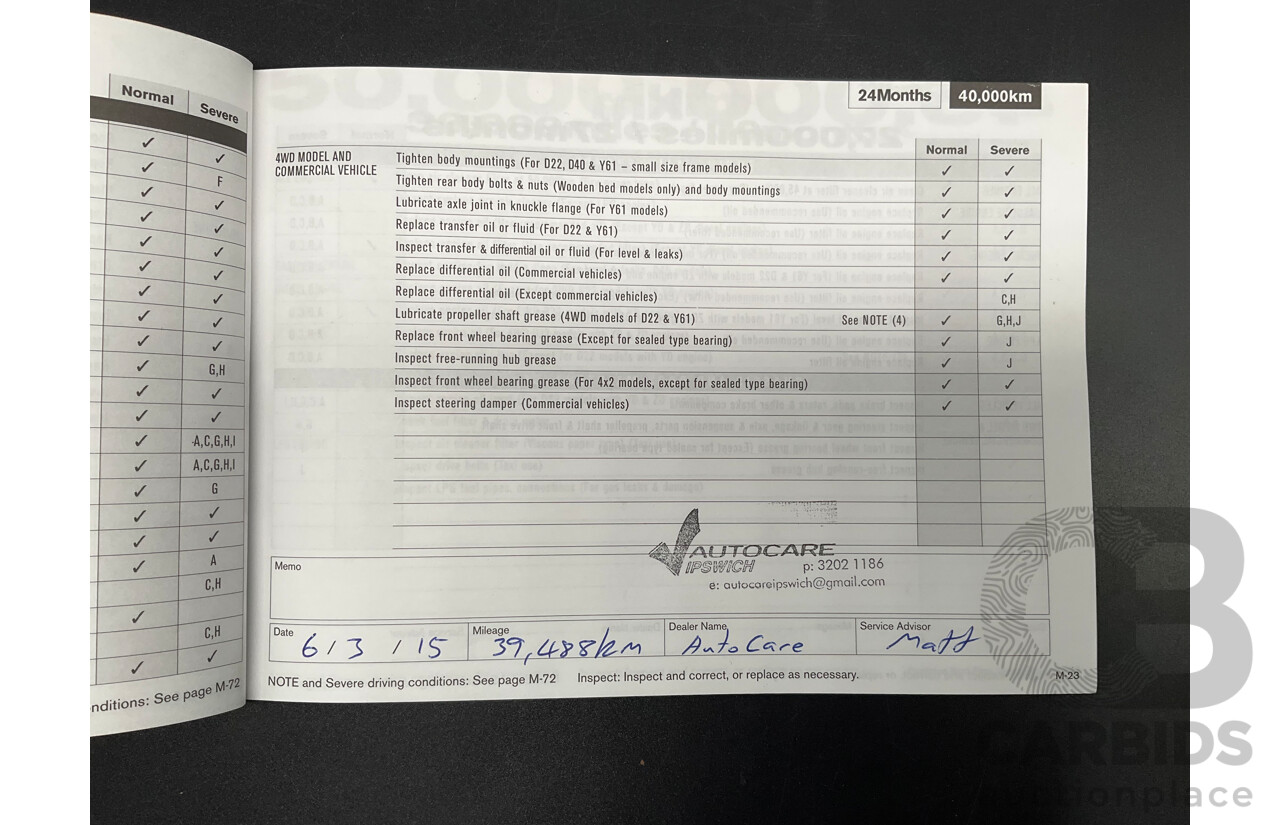 Normal Severe
✓ ✓
✓ F
✓ ✓
✓ ✓
✓ ✓
✓ ✓
✓ ✓
✓ ✓
✓ ✓
✓ G,H
✓ ✓
✓ ✓
✓ A,C,G,H,I
✓ A,C,G,H,I
✓ G
✓ ✓
✓ ✓
✓ A
C,H
✓
C,H
✓ ✓
nditions: See page M-72
24Months 40,000km
Normal Severe
4WD MODEL AND
COMMERCIAL VEHICLE
Tighten body mountings (For D22, D40 & Y61 – small size frame models) ✓ ✓
Tighten rear body bolts & nuts (Wooden bed models only) and body mountings ✓ ✓
Lubricate axle joint in knuckle flange (For Y61 models) ✓ ✓
Replace transfer oil or fluid (For D22 & Y61) ✓ ✓
Inspect transfer & differential oil or fluid (For level & leaks) ✓ ✓
Replace differential oil (Commercial vehicles) ✓ ✓
Replace differential oil (Except commercial vehicles) C,H
Lubricate propeller shaft grease (4WD models of D22 & Y61) See NOTE (4) ✓ G,H,J
Replace front wheel bearing grease (Except for sealed type bearing) ✓ J
Inspect free-running hub grease ✓ J
Inspect front wheel bearing grease (For 4x2 models, except for sealed type bearing) ✓ ✓
Inspect steering damper (Commercial vehicles) ✓ ✓
AUTOCARE
IPSWICH p: 3202 1186
e: autocareipswich@gmail.com
Memo
Date 6 / 3 / 15 Mileage 39,488km Dealer Name AutoCare Service Advisor Matt
NOTE and Severe driving conditions: See page M-72 Inspect: Inspect and correct, or replace as necessary. M-23
CARBIDS
auctionplace